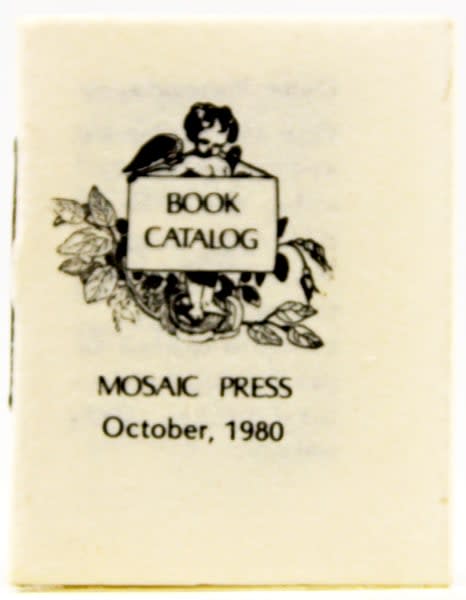 BOOK
CATALOG
MOSAIC PRESS
October, 1980